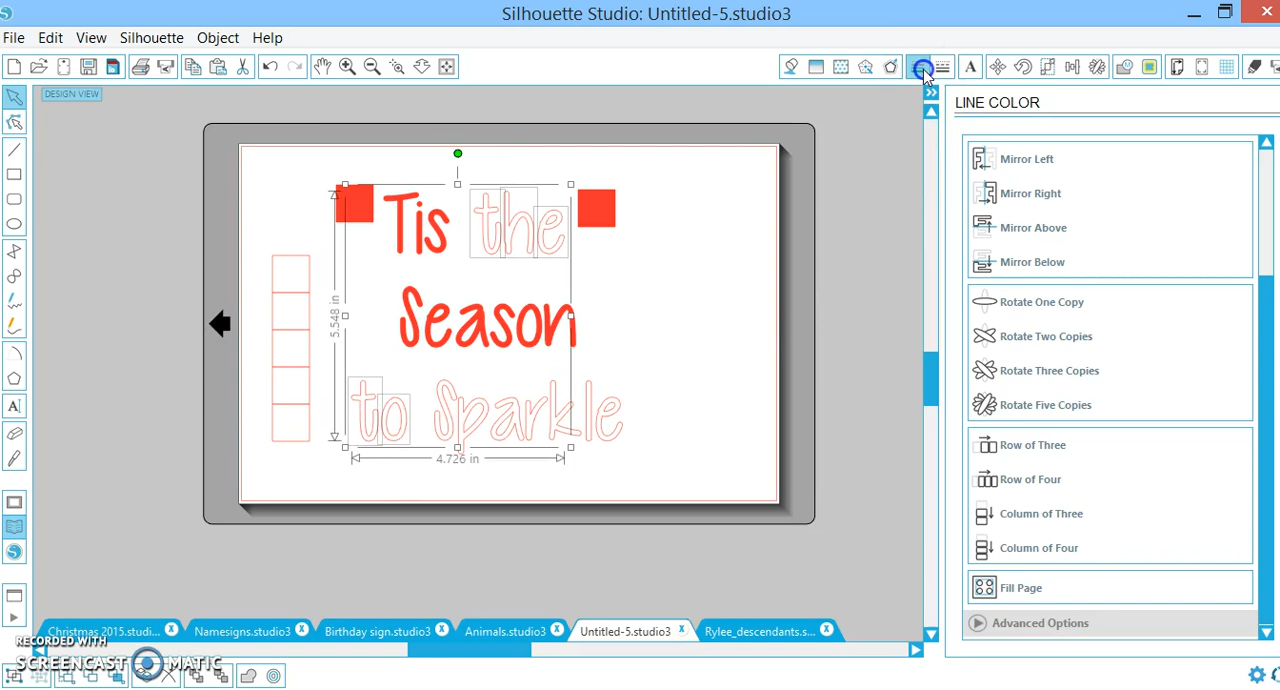 Silhouette Studio: Untitled-5.studio3
File Edit View Silhouette Object Help
DESIGN VIEW
LINE COLOR
Mirror Left
Mirror Right
Mirror Above
Mirror Below
Rotate One Copy
Rotate Two Copies
Rotate Three Copies
Rotate Five Copies
Row of Three
Row of Four
Column of Three
Column of Four
Fill Page
Advanced Options
Tis the
Season
to Sparkle
5.548 in
4.726 in
Christmas 2015.studi... Namesigns.studio3 Birthday sign.studio3 Animals.studio3 Untitled-5.studio3 Rylee_descendants.s...
RECORDED WITH
SCREENCAST MATIC